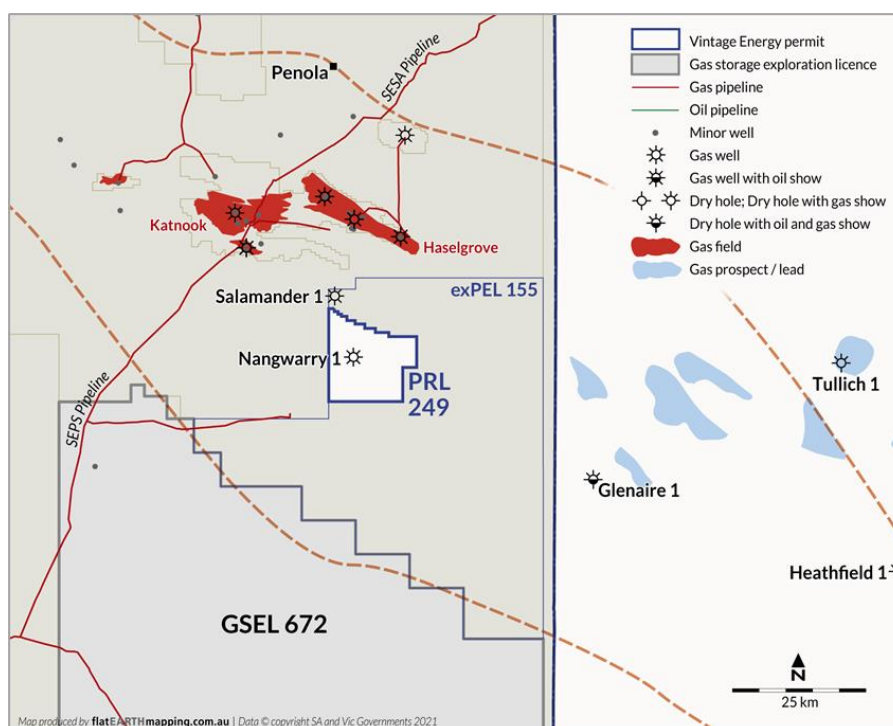 Penola
SESA Pipeline
Katnook
Haselgrove
Salamander 1
exPEL 155
Nangwarry 1
PRL
249
SEPS Pipeline
GSEL 672
Tullich 1
Glenaire 1
Heathfield 1
Vintage Energy permit
Gas storage exploration licence
Gas pipeline
Oil pipeline
Minor well
Gas well
Gas well with oil show
Dry hole; Dry hole with gas show
Dry hole with oil and gas show
Gas field
Gas prospect / lead
N
25 km
Map produced by flatEARTHmapping.com.au | Data © copyright SA and Vic Governments 2021